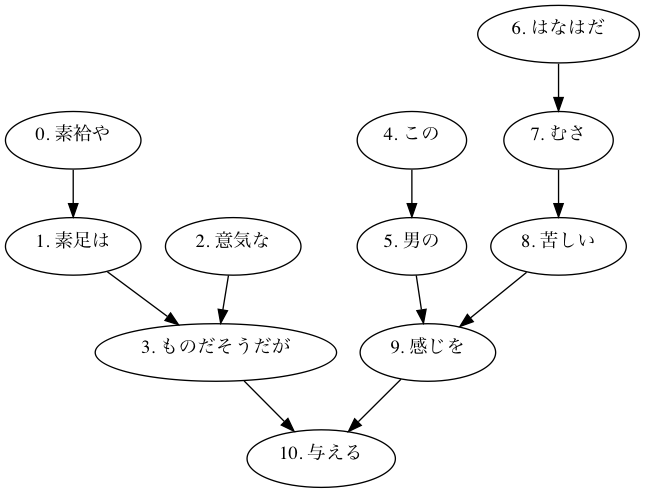 6. はなはだ
0. 素袷や
4. この
7. むさ
1. 素足は
2. 意気な
5. 男の
8. 苦しい
3. ものだそうだが
9. 感じを
10. 与える